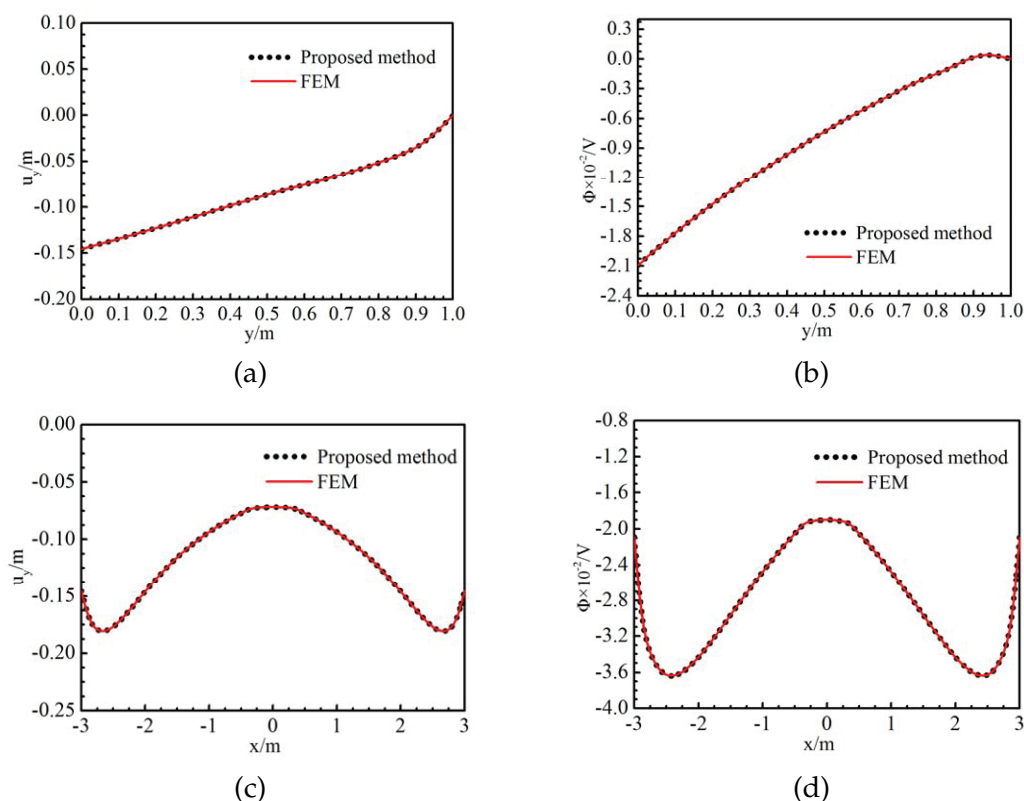 0.10
0.05
0.00
-0.05
-0.10
-0.15
-0.20
u_y/m
Proposed method
FEM
0.0 0.1 0.2 0.3 0.4 0.5 0.6 0.7 0.8 0.9 1.0
y/m
(a)
0.3
0.0
-0.3
-0.6
-0.9
-1.2
-1.5
-1.8
-2.1
-2.4
Φ×10⁻²/V
Proposed method
FEM
0.0 0.1 0.2 0.3 0.4 0.5 0.6 0.7 0.8 0.9 1.0
y/m
(b)
0.00
-0.05
-0.10
-0.15
-0.20
-0.25
u_y/m
Proposed method
FEM
-3 -2 -1 0 1 2 3
x/m
(c)
-0.8
-1.2
-1.6
-2.0
-2.4
-2.8
-3.2
-3.6
-4.0
Φ×10⁻²/V
Proposed method
FEM
-3 -2 -1 0 1 2 3
x/m
(d)